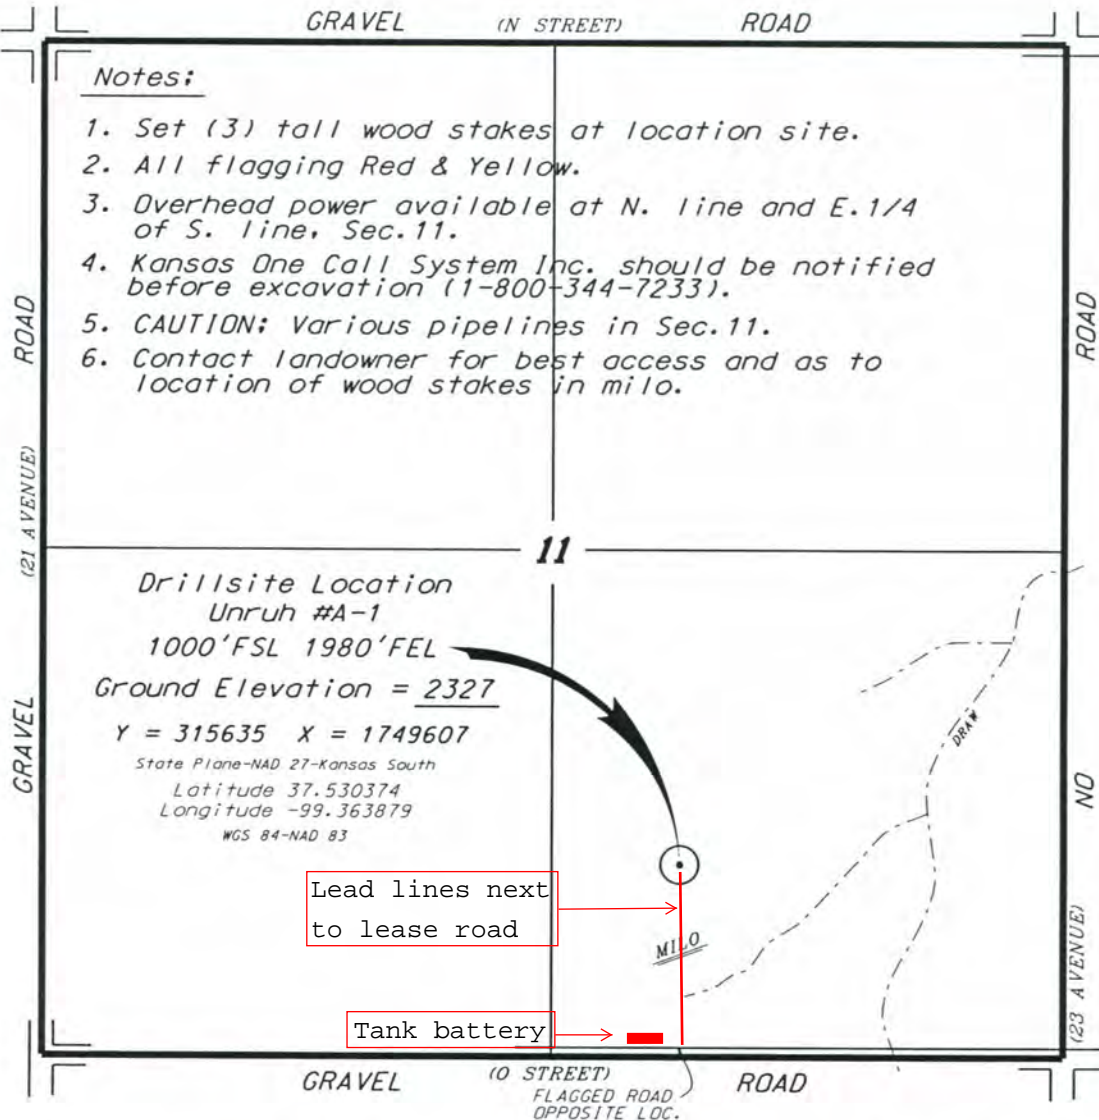 GRAVEL (N STREET) ROAD
Notes:
1. Set (3) tall wood stakes at location site.
2. All flagging Red & Yellow.
3. Overhead power available at N. line and E.1/4
of S. line, Sec.11.
4. Kansas One Call System Inc. should be notified
before excavation (1-800-344-7233).
5. CAUTION: Various pipelines in Sec.11.
6. Contact landowner for best access and as to
location of wood stakes in milo.
GRAVEL (21 AVENUE) ROAD
NO (23 AVENUE) ROAD
11
Drillsite Location
Unruh #A-1
1000'FSL 1980'FEL
Ground Elevation = 2327
Y = 315635 X = 1749607
State Plane-NAD 27-Kansas South
Latitude 37.530374
Longitude -99.363879
WGS 84-NAD 83
DRAW
Lead lines next
to lease road
MILO
Tank battery
GRAVEL (O STREET) ROAD
FLAGGED ROAD
OPPOSITE LOC.